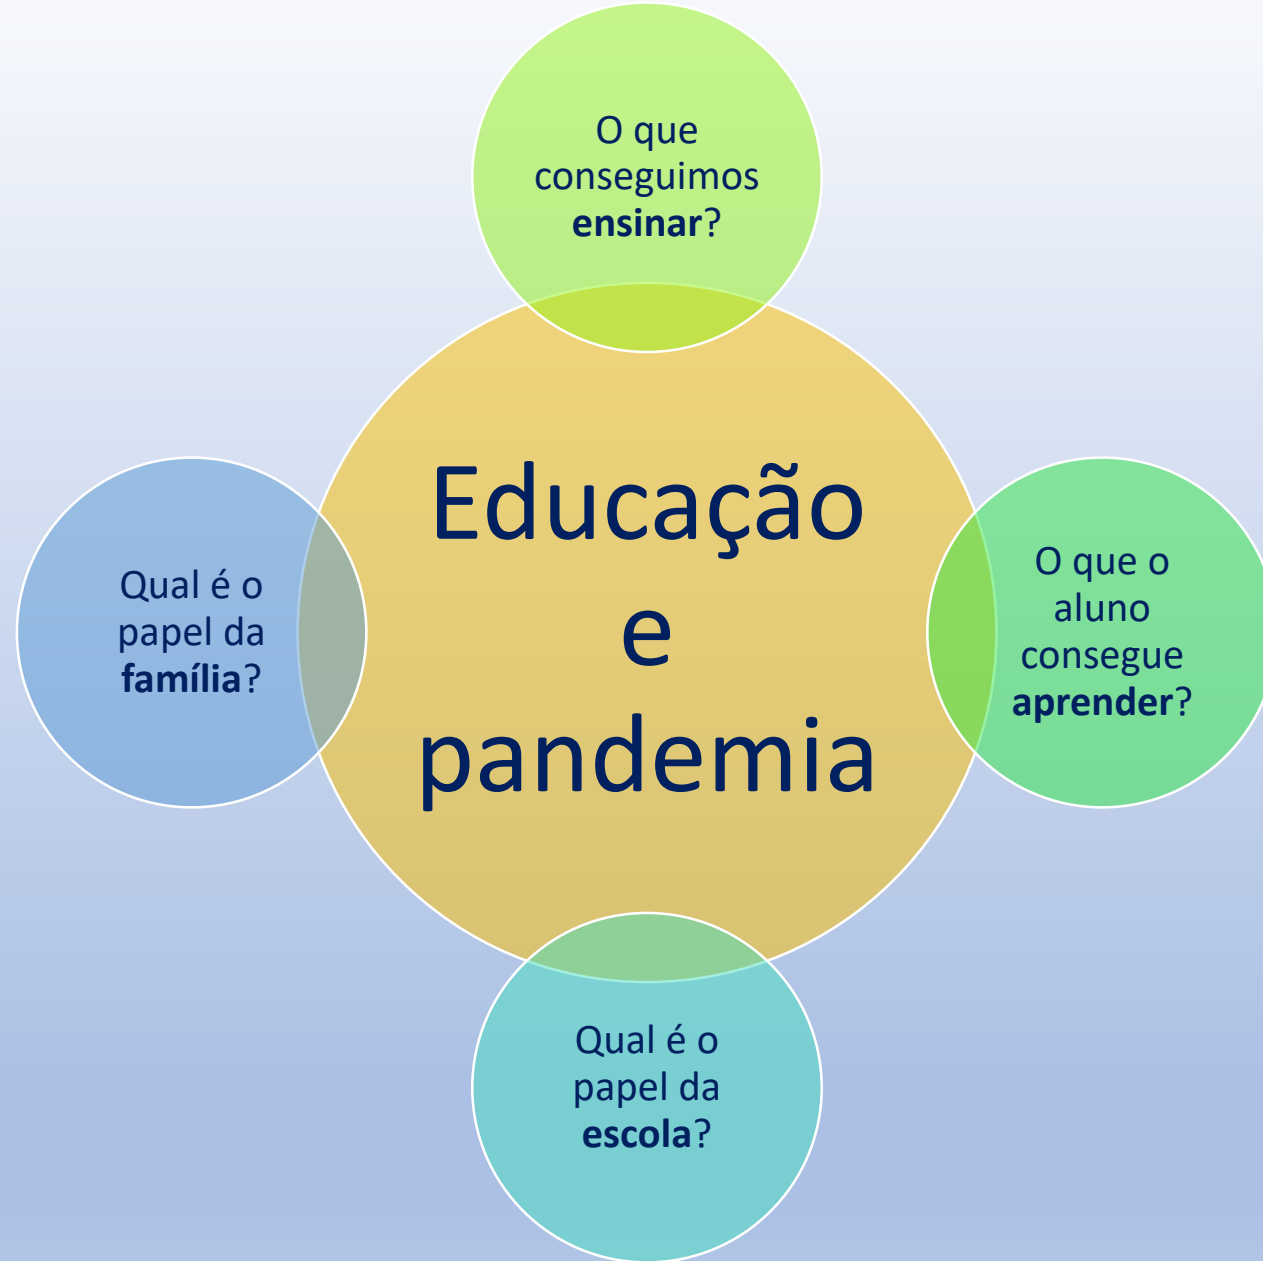 O que
conseguimos
ensinar?
Educação
e
pandemia
Qual é o
papel da
família?
O que o
aluno
consegue
aprender?
Qual é o
papel da
escola?